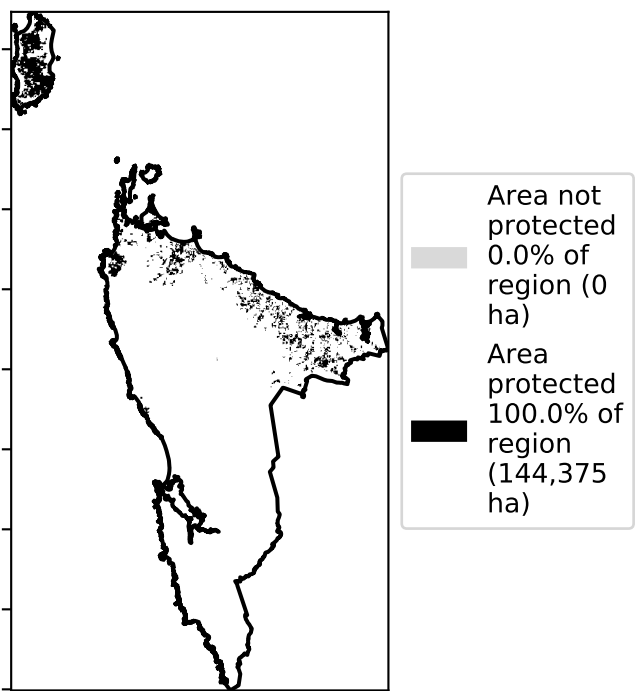 Area not
protected
0.0% of
region (0
ha)
Area
protected
100.0% of
region
(144,375
ha)